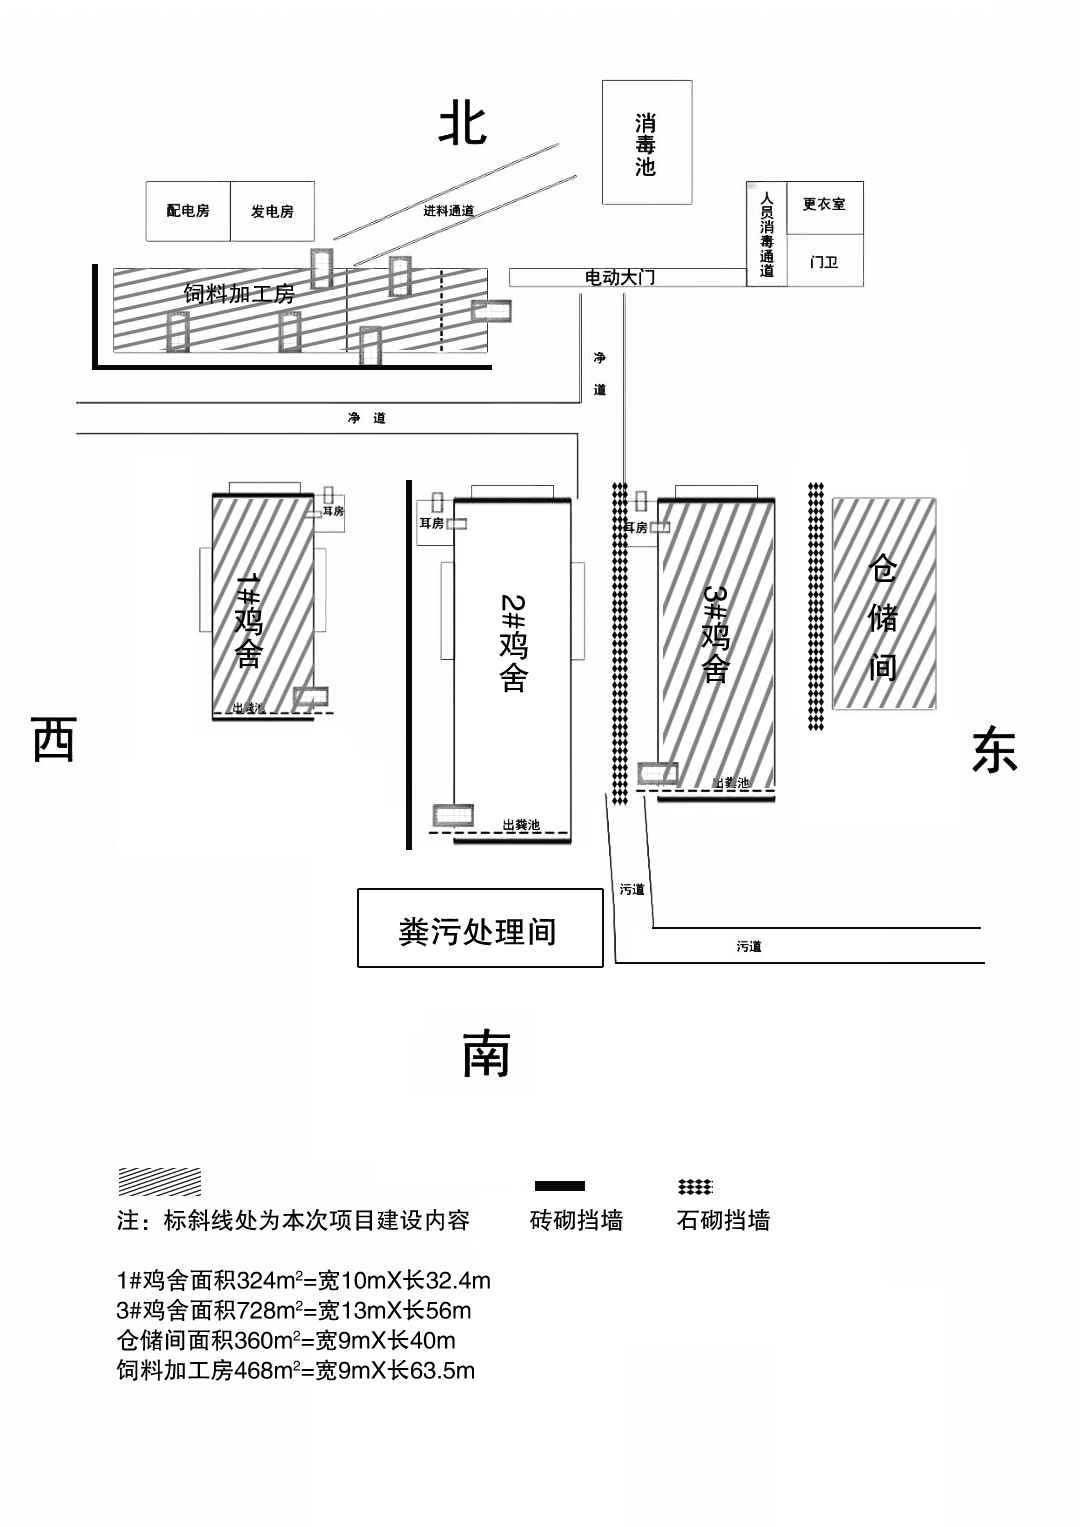 北
消毒池
配电房
发电房
进料通道
人员消毒通道
更衣室
门卫
电动大门
饲料加工房
净道
净 道
耳房
耳房
耳房
1#鸡舍
2#鸡舍
3#鸡舍
仓储间
出粪池
出粪池
出粪池
西
东
污道
粪污处理间
污道
南
注：标斜线处为本次项目建设内容
砖砌挡墙
石砌挡墙
1#鸡舍面积324m²=宽10mX长32.4m
3#鸡舍面积728m²=宽13mX长56m
仓储间面积360m²=宽9mX长40m
饲料加工房468m²=宽9mX长63.5m